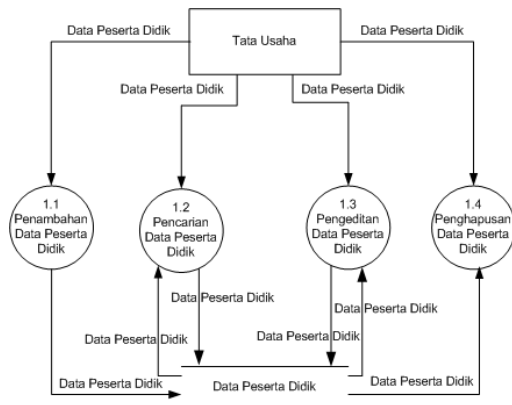 Data Peserta Didik
Tata Usaha
Data Peserta Didik
Data Peserta Didik
Data Peserta Didik
1.1
Penambahan
Data Peserta
Didik
1.2
Pencarian
Data Peserta
Didik
1.3
Pengeditan
Data Peserta
Didik
1.4
Penghapusan
Data Peserta
Didik
Data Peserta Didik
Data Peserta Didik
Data Peserta Didik
Data Peserta Didik
Data Peserta Didik
Data Peserta Didik
Data Peserta Didik